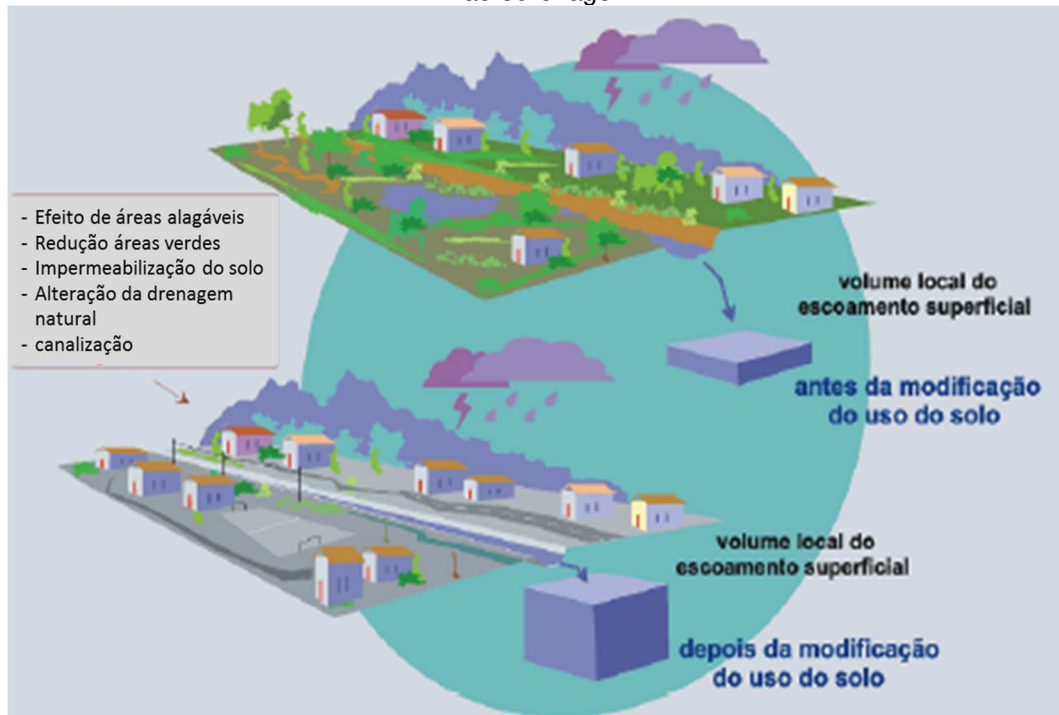 - Efeito de áreas alagáveis
- Redução áreas verdes
- Impermeabilização do solo
- Alteração da drenagem
natural
- canalização
volume local do
escoamento superficial
antes da modificação
do uso do solo
volume local do
escoamento superficial
depois da modificação
do uso do solo